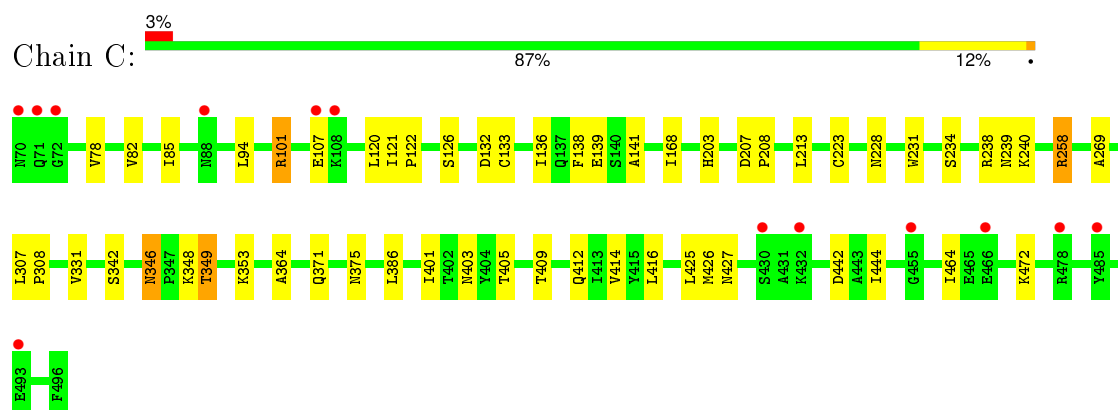 3%
Chain C:
87% 12% •
N70 Q71 G72 V78 V82 I85 N88 L94 R101 E107 K108 L120 I121 P122 S126 D132 C133 I136 Q137 F138 E139 S140 A141 I168 H203 D207 P208 L213 C223 N228 W231 S234 R238 N239 K240 R258 A269
L307 P308 V331 S342 N346 P347 K348 T349 K353 A364 Q371 N375 L386 I401 T402 N403 Y404 T405 T409 Q412 I413 V414 Y415 L416 L425 M426 N427 S430 A431 K432 D442 A443 I444 G455 I464 E465 E466 K472 R478 Y485
E493 F496